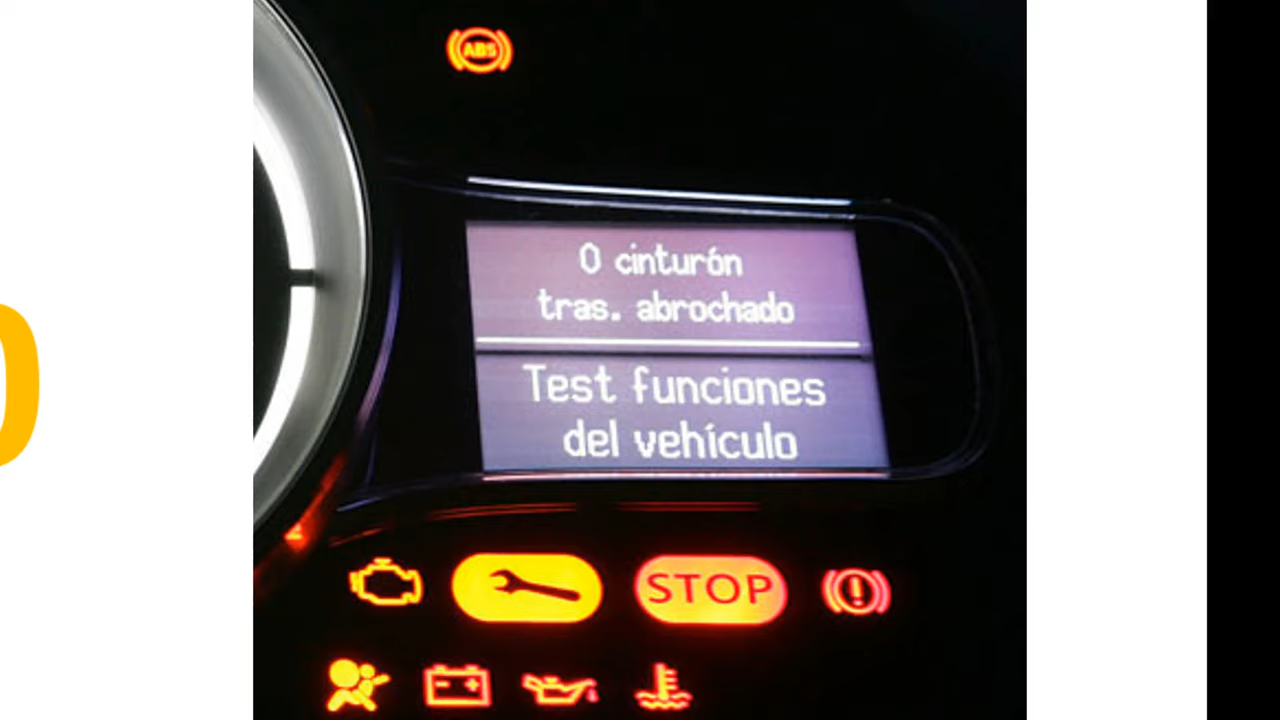 ABS
0 cinturón
tras. abrochado
Test funciones
del vehículo
STOP